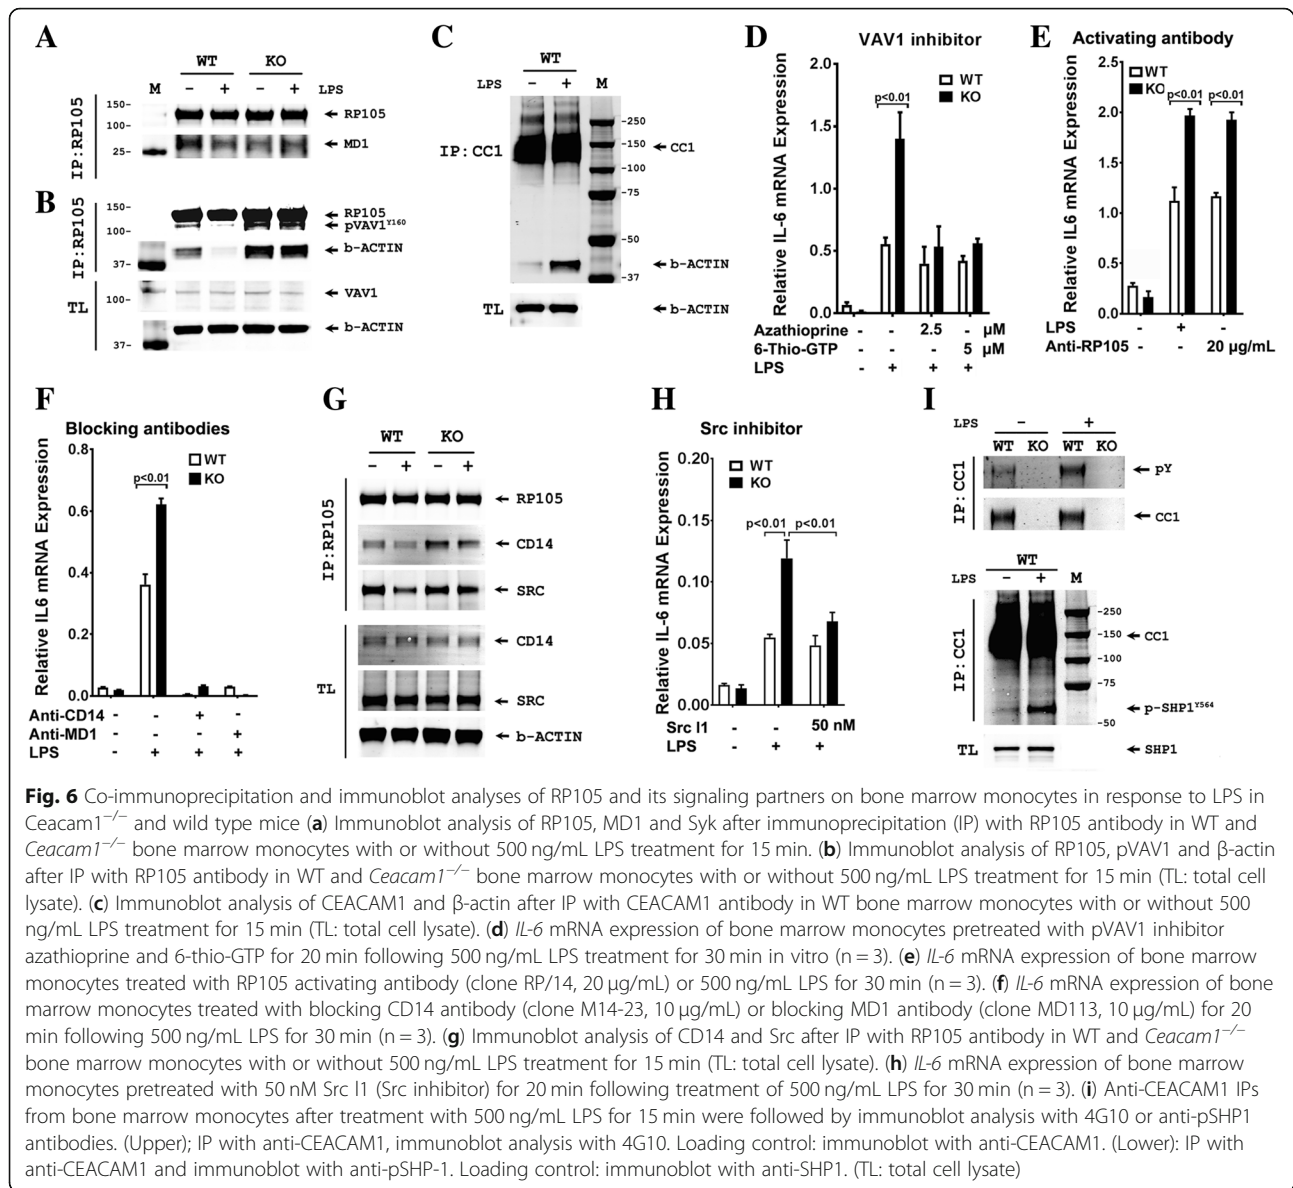 A
WT KO
M - + - + LPS
IP:RP105
150-
100-
25-
RP105
MD1
B
IP:RP105
150-
100-
37-
RP105
pVAV1Y160
b-ACTIN
TL
100-
37-
VAV1
b-ACTIN
C
WT
LPS - + M
IP:CC1
-250
-150
-100
-75
-50
-37
CC1
b-ACTIN
TL
b-ACTIN
D
VAV1 inhibitor
Relative IL-6 mRNA Expression
2.0
1.5
1.0
0.5
0.0
WT
KO
p<0.01
Azathioprine - - 2.5 - µM
6-Thio-GTP - - - 5 µM
LPS - + + +
E
Activating antibody
Relative IL6 mRNA Expression
2.5
2.0
1.5
1.0
0.5
0.0
WT
KO
p<0.01 p<0.01
LPS - + -
Anti-RP105 - - 20 µg/mL
F
Blocking antibodies
Relative IL6 mRNA Expression
0.8
0.6
0.4
0.2
0.0
WT
KO
p<0.01
Anti-CD14 - - + -
Anti-MD1 - - - +
LPS - + + +
G
WT KO
- + - +
IP:RP105
RP105
CD14
SRC
TL
CD14
SRC
b-ACTIN
H
Src inhibitor
Relative IL-6 mRNA Expression
0.20
0.15
0.10
0.05
0.00
WT
KO
p<0.01 p<0.01
Src I1 - - 50 nM
LPS - + +
I
LPS - +
WT KO WT KO
IP:CC1
pY
CC1
WT
LPS - + M
IP:CC1
-250
-150
-100
-75
-50
CC1
p-SHP1Y564
TL
SHP1
Fig. 6 Co-immunoprecipitation and immunoblot analyses of RP105 and its signaling partners on bone marrow monocytes in response to LPS in
Ceacam1−/− and wild type mice (a) Immunoblot analysis of RP105, MD1 and Syk after immunoprecipitation (IP) with RP105 antibody in WT and
Ceacam1−/− bone marrow monocytes with or without 500 ng/mL LPS treatment for 15 min. (b) Immunoblot analysis of RP105, pVAV1 and β-actin
after IP with RP105 antibody in WT and Ceacam1−/− bone marrow monocytes with or without 500 ng/mL LPS treatment for 15 min (TL: total cell
lysate). (c) Immunoblot analysis of CEACAM1 and β-actin after IP with CEACAM1 antibody in WT bone marrow monocytes with or without 500
ng/mL LPS treatment for 15 min (TL: total cell lysate). (d) IL-6 mRNA expression of bone marrow monocytes pretreated with pVAV1 inhibitor
azathioprine and 6-thio-GTP for 20 min following 500 ng/mL LPS treatment for 30 min in vitro (n = 3). (e) IL-6 mRNA expression of bone marrow
monocytes treated with RP105 activating antibody (clone RP/14, 20 µg/mL) or 500 ng/mL LPS for 30 min (n = 3). (f) IL-6 mRNA expression of bone
marrow monocytes treated with blocking CD14 antibody (clone M14-23, 10 µg/mL) or blocking MD1 antibody (clone MD113, 10 µg/mL) for 20
min following 500 ng/mL LPS for 30 min (n = 3). (g) Immunoblot analysis of CD14 and Src after IP with RP105 antibody in WT and Ceacam1−/−
bone marrow monocytes with or without 500 ng/mL LPS treatment for 15 min (TL: total cell lysate). (h) IL-6 mRNA expression of bone marrow
monocytes pretreated with 50 nM Src l1 (Src inhibitor) for 20 min following treatment of 500 ng/mL LPS for 30 min (n = 3). (i) Anti-CEACAM1 IPs
from bone marrow monocytes after treatment with 500 ng/mL LPS for 15 min were followed by immunoblot analysis with 4G10 or anti-pSHP1
antibodies. (Upper); IP with anti-CEACAM1, immunoblot analysis with 4G10. Loading control: immunoblot with anti-CEACAM1. (Lower): IP with
anti-CEACAM1 and immunoblot with anti-pSHP-1. Loading control: immunoblot with anti-SHP1. (TL: total cell lysate)